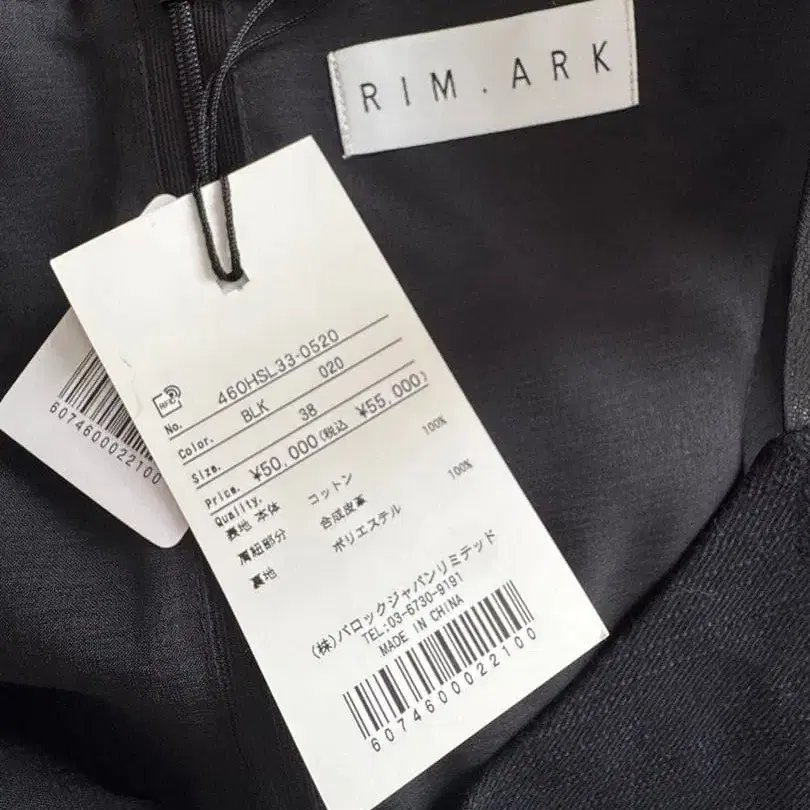 RIM.ARK
RFID
No. 460HSL33-0520
Color. BLK 020
Size. 38
Price. ¥50,000(税込 ¥55,000)
Quality.
表地 本体 コットン 100%
肩紐部分 合成皮革
裏地 ポリエステル 100%
(株)バロックジャパンリミテッド
TEL:03-6730-9191
MADE IN CHINA
6074600022100
6074600022100